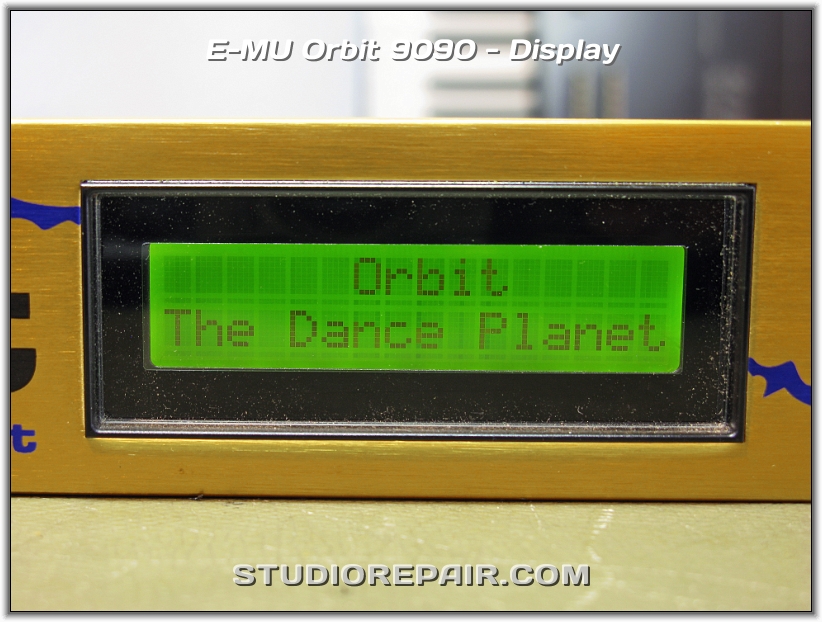 E-MU Orbit 9090 - Display
Orbit
The Dance Planet
t
STUDIOREPAIR.COM